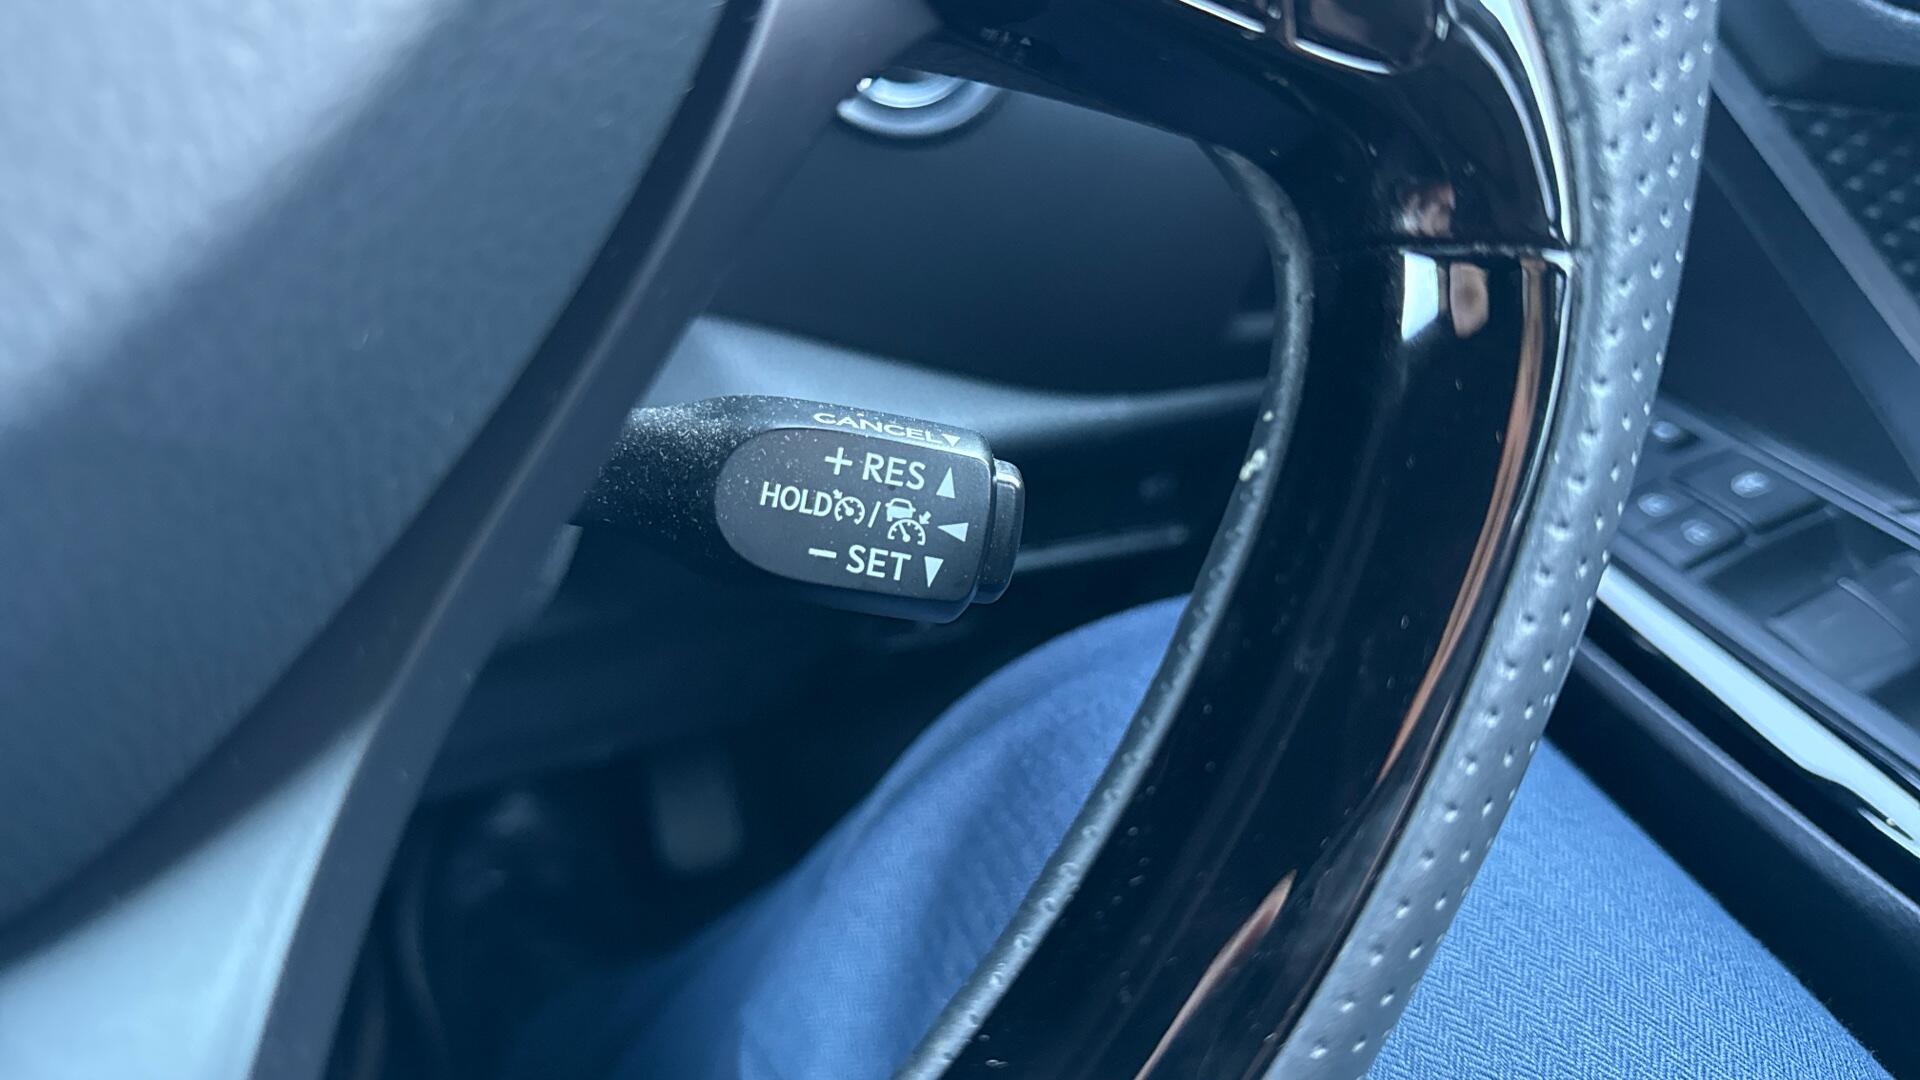 CANCEL▼
+ RES ▲
HOLD / ◀
− SET ▼